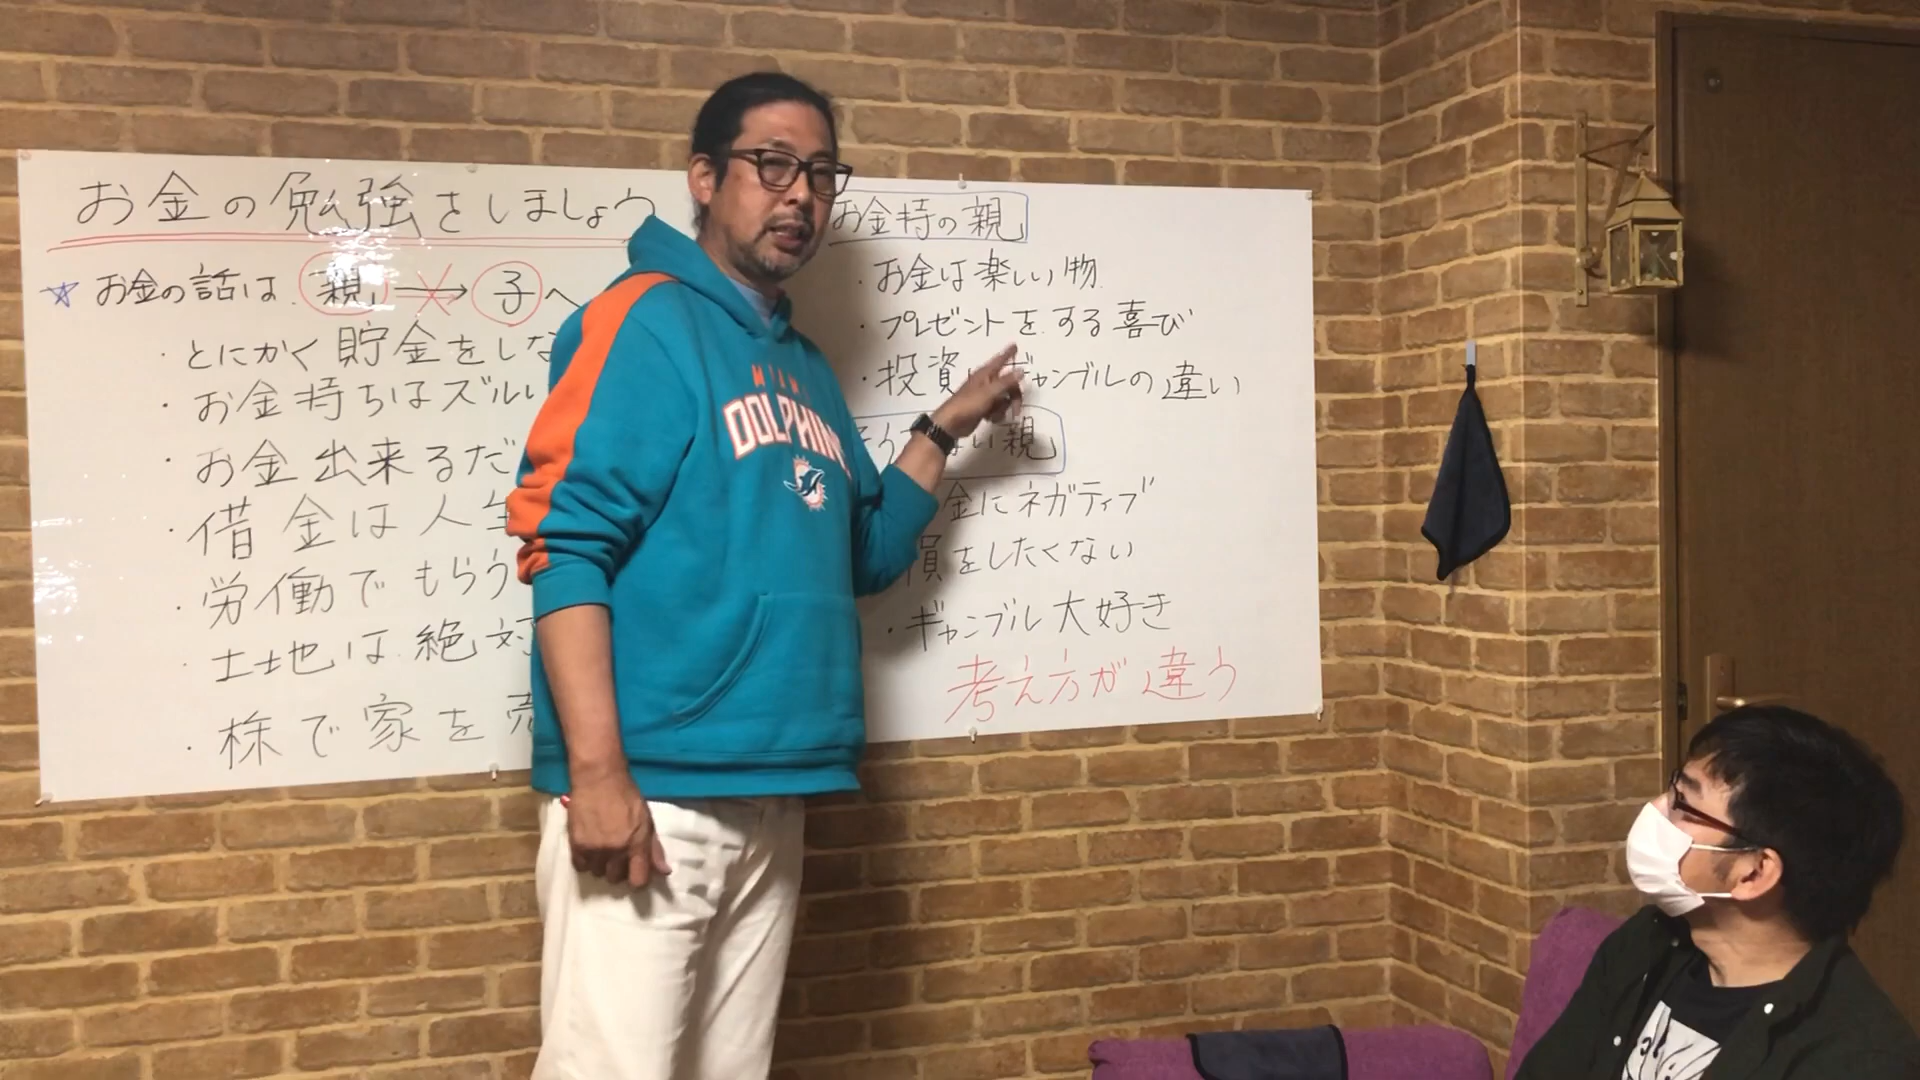 お金の勉強をしましょう
☆ お金の話は 親 → 子へ
・とにかく貯金をしな
・お金持ちはズルい
・お金出来るだ
・借金は人生
・労働でもらう
・土地は絶対
・株で家を売
お金持の親
・お金は楽しい物
・プレゼントをする喜び
・投資 ギャンブルの違い
ない親
金にネガティブ
損をしたくない
・ギャンブル大好き
考え方が違う
MIAMI
DOLPHINS